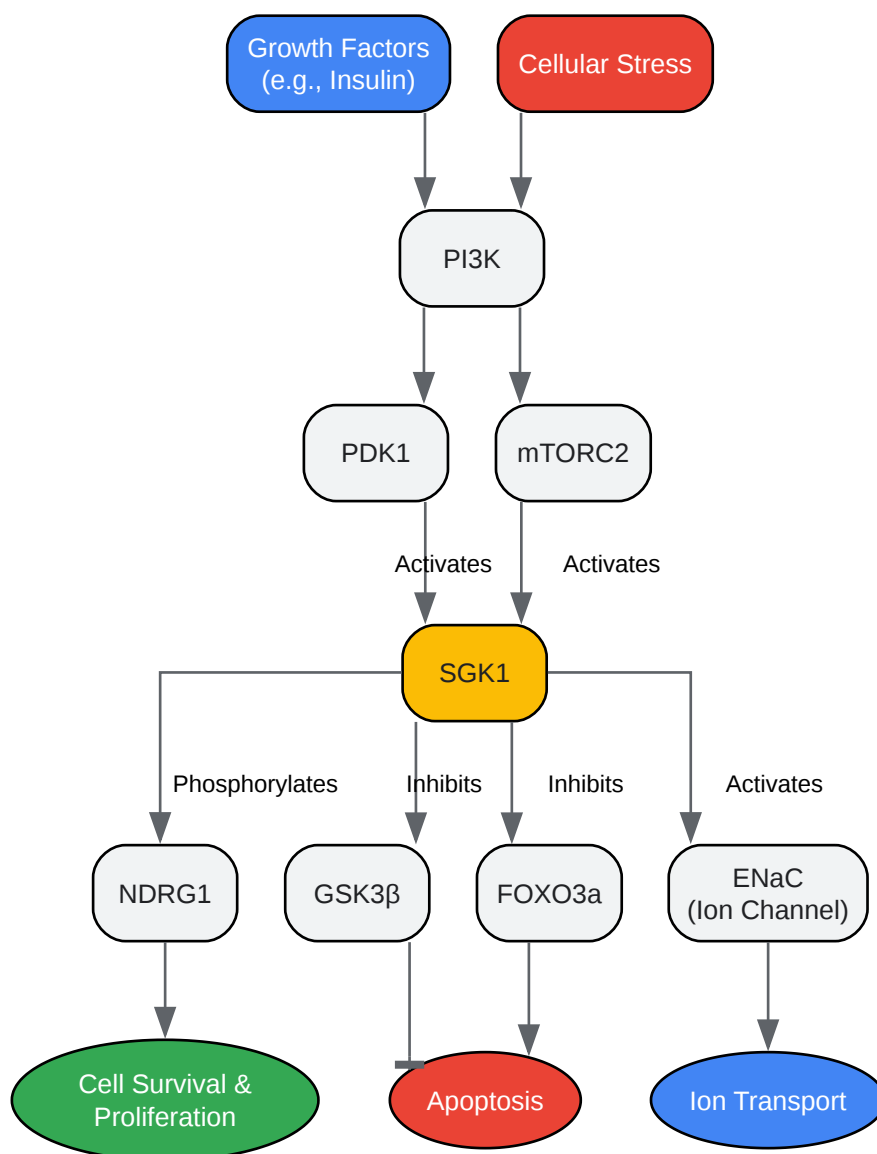 Growth Factors
(e.g., Insulin)
Cellular Stress
PI3K
PDK1
mTORC2
Activates
Activates
SGK1
Phosphorylates
Inhibits
Inhibits
Activates
NDRG1
GSK3β
FOXO3a
ENaC
(Ion Channel)
Cell Survival &
Proliferation
Apoptosis
Ion Transport